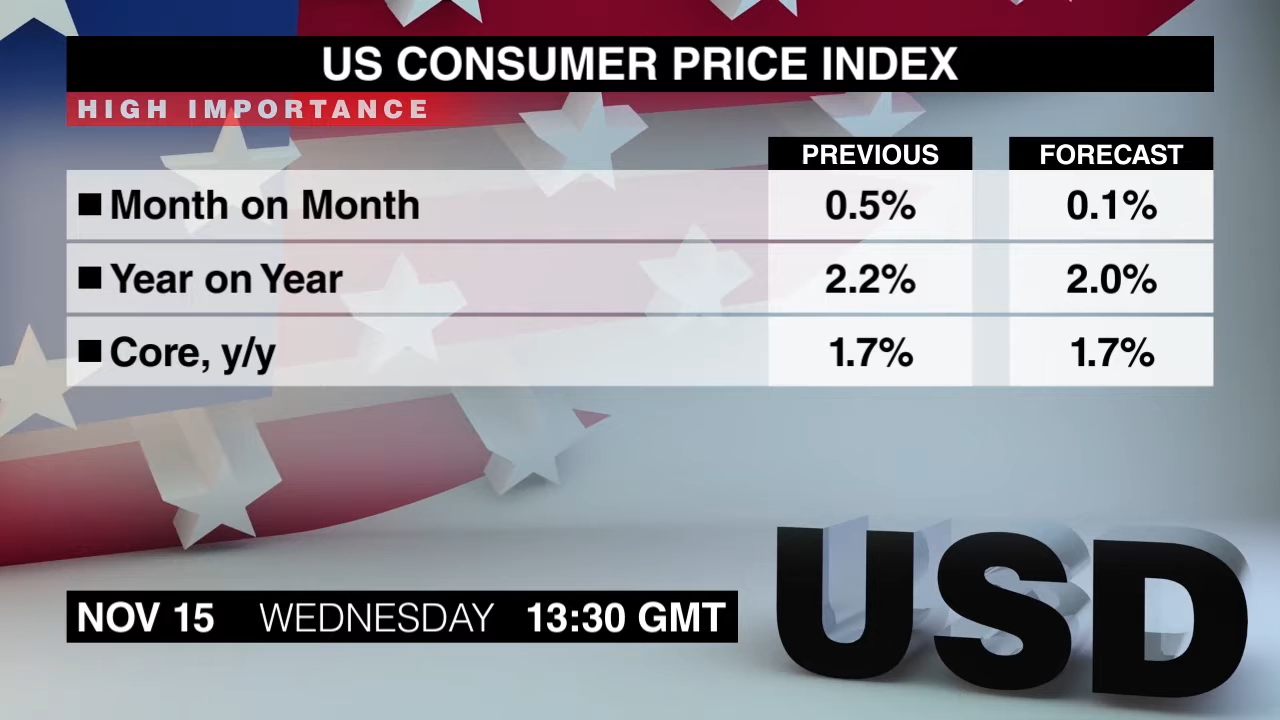 US CONSUMER PRICE INDEX
HIGH IMPORTANCE
PREVIOUS FORECAST
Month on Month 0.5% 0.1%
Year on Year 2.2% 2.0%
Core, y/y 1.7% 1.7%
NOV 15 WEDNESDAY 13:30 GMT
USD